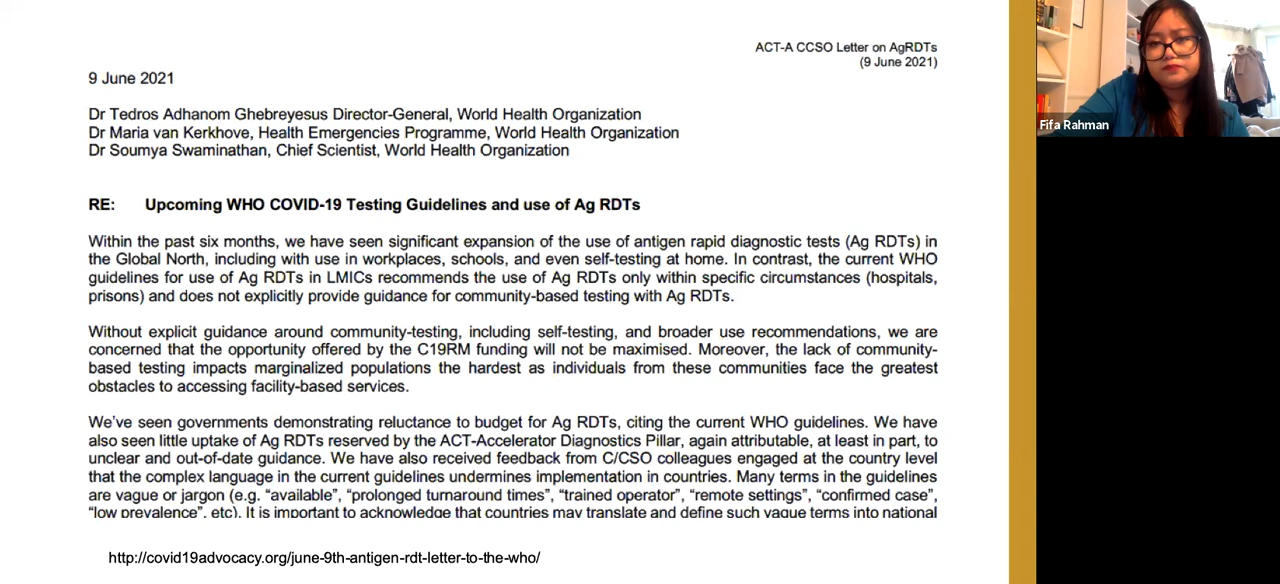 ACT-A CCSO Letter on AgRDTs
(9 June 2021)
9 June 2021
Dr Tedros Adhanom Ghebreyesus Director-General, World Health Organization
Dr Maria van Kerkhove, Health Emergencies Programme, World Health Organization
Dr Soumya Swaminathan, Chief Scientist, World Health Organization
RE: Upcoming WHO COVID-19 Testing Guidelines and use of Ag RDTs
Within the past six months, we have seen significant expansion of the use of antigen rapid diagnostic tests (Ag RDTs) in
the Global North, including with use in workplaces, schools, and even self-testing at home. In contrast, the current WHO
guidelines for use of Ag RDTs in LMICs recommends the use of Ag RDTs only within specific circumstances (hospitals,
prisons) and does not explicitly provide guidance for community-based testing with Ag RDTs.
Without explicit guidance around community-testing, including self-testing, and broader use recommendations, we are
concerned that the opportunity offered by the C19RM funding will not be maximised. Moreover, the lack of community-
based testing impacts marginalized populations the hardest as individuals from these communities face the greatest
obstacles to accessing facility-based services.
We've seen governments demonstrating reluctance to budget for Ag RDTs, citing the current WHO guidelines. We have
also seen little uptake of Ag RDTs reserved by the ACT-Accelerator Diagnostics Pillar, again attributable, at least in part, to
unclear and out-of-date guidance. We have also received feedback from C/CSO colleagues engaged at the country level
that the complex language in the current guidelines undermines implementation in countries. Many terms in the guidelines
are vague or jargon (e.g. “available”, “prolonged turnaround times”, “trained operator”, “remote settings”, “confirmed case”,
“low prevalence”, etc). It is important to acknowledge that countries may translate and define such vague terms into national
http://covid19advocacy.org/june-9th-antigen-rdt-letter-to-the-who/
Fifa Rahman